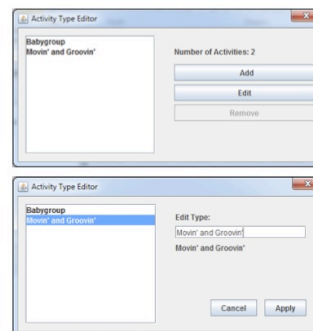 Activity Type Editor
Babygroup
Movin' and Groovin'
Number of Activities: 2
Add
Edit
Remove
Activity Type Editor
Babygroup
Movin' and Groovin'
Edit Type:
Movin' and Groovin'
Movin' and Groovin'
Cancel
Apply